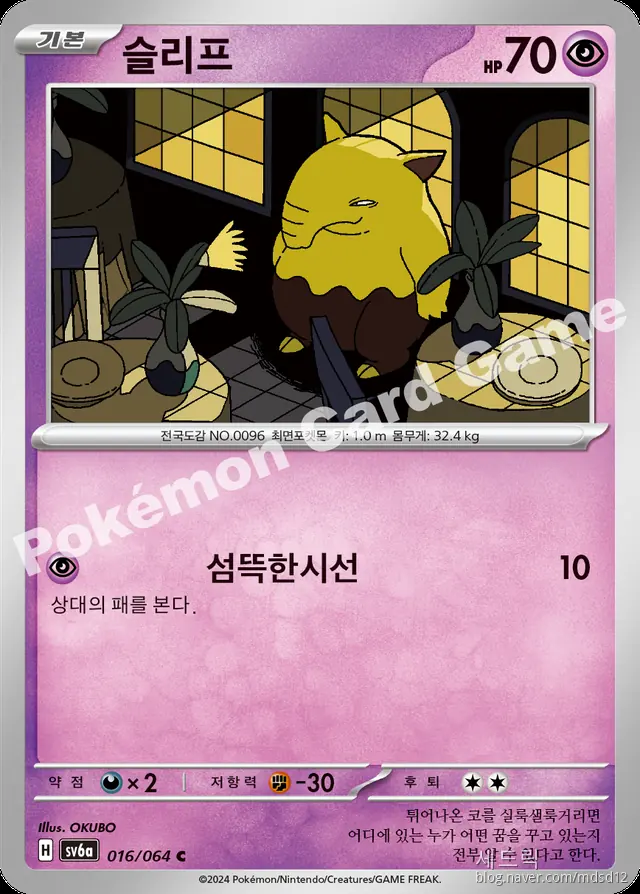 기본 슬리프 HP 70
전국도감 NO.0096 최면포켓몬 키: 1.0 m 몸무게: 32.4 kg
Pokémon Card Game
섬뜩한시선 10
상대의 패를 본다.
약점 ×2 저항력 -30 후퇴
튀어나온 코를 실룩샐룩거리면
어디에 있는 누가 어떤 꿈을 꾸고 있는지
전부 알 수 있다고 한다.
Illus. OKUBO
H sv6a 016/064 C
세드릭
blog.naver.com/mdsd12
©2024 Pokémon/Nintendo/Creatures/GAME FREAK.